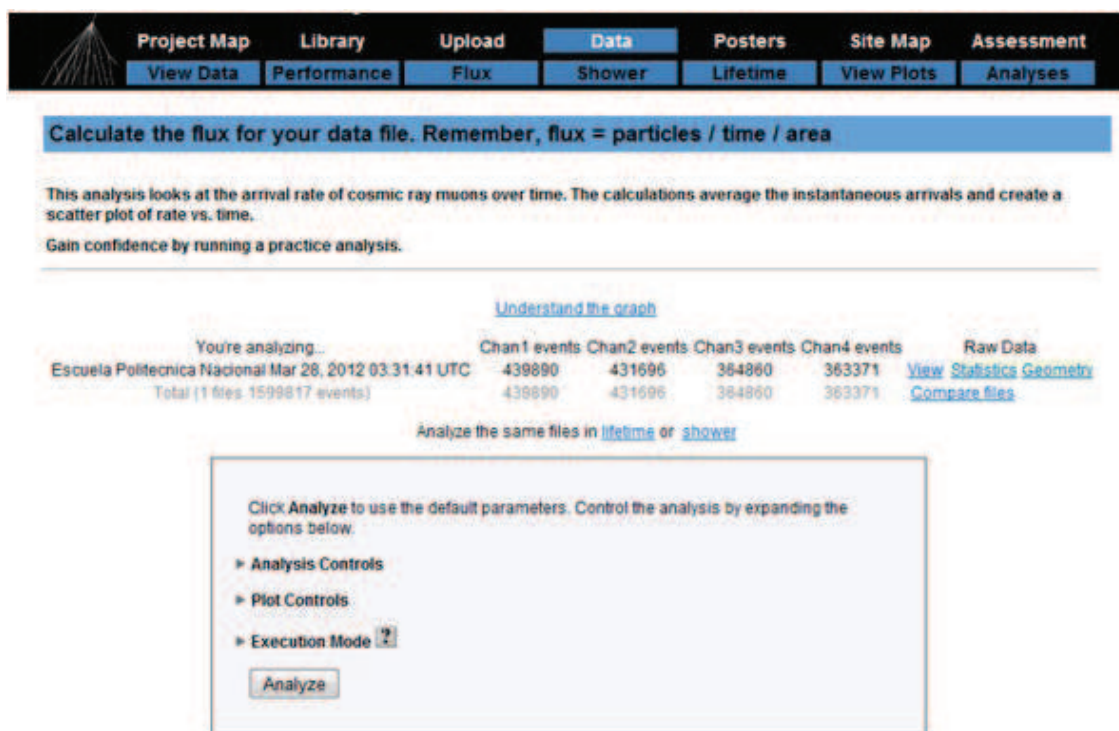 Project Map Library Upload Data Posters Site Map Assessment
View Data Performance Flux Shower Lifetime View Plots Analyses
Calculate the flux for your data file. Remember, flux = particles / time / area
This analysis looks at the arrival rate of cosmic ray muons over time. The calculations average the instantaneous arrivals and create a
scatter plot of rate vs. time.
Gain confidence by running a practice analysis.
Understand the graph
You're analyzing... Chan1 events Chan2 events Chan3 events Chan4 events Raw Data
Escuela Politecnica Nacional Mar 28, 2012 03:31:41 UTC 439890 431696 364860 363371 View Statistics Geometry
Total (1 files 1599817 events) 439890 431696 364860 363371 Compare files
Analyze the same files in lifetime or shower
Click Analyze to use the default parameters. Control the analysis by expanding the
options below.
Analysis Controls
Plot Controls
Execution Mode ?
Analyze